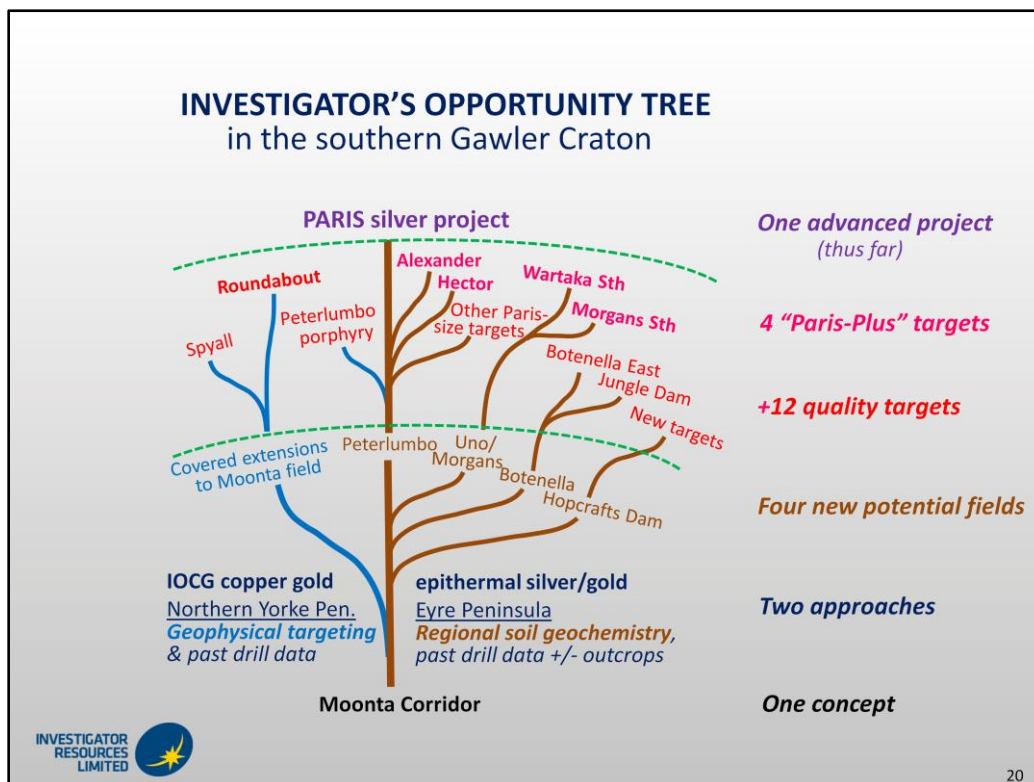 INVESTIGATOR'S OPPORTUNITY TREE
in the southern Gawler Craton
PARIS silver project
One advanced project
(thus far)
Alexander
Hector
Wartaka Sth
Morgans Sth
Roundabout
Spyall
Peterlumbo
porphyry
Other Paris-
size targets
4 “Paris-Plus” targets
Botenella East
Jungle Dam
New targets
+12 quality targets
Covered extensions
to Moonta field
Peterlumbo
Uno/
Morgans
Botenella
Hopcrafts Dam
Four new potential fields
IOCG copper gold
Northern Yorke Pen.
Geophysical targeting
& past drill data
epithermal silver/gold
Eyre Peninsula
Regional soil geochemistry,
past drill data +/- outcrops
Two approaches
Moonta Corridor
One concept
INVESTIGATOR
RESOURCES
LIMITED
20